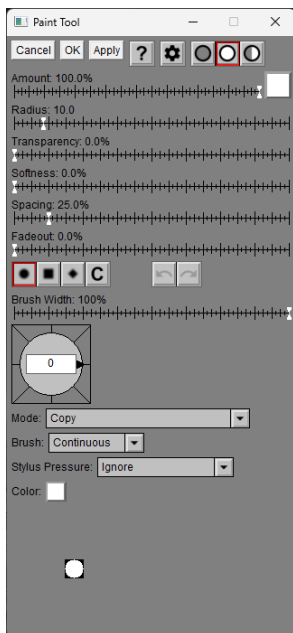 Paint Tool
Cancel OK Apply ?
Amount: 100.0%
Radius: 10.0
Transparency: 0.0%
Softness: 0.0%
Spacing: 25.0%
Fadeout: 0.0%
C
Brush Width: 100%
0
Mode: Copy
Brush: Continuous
Stylus Pressure: Ignore
Color: